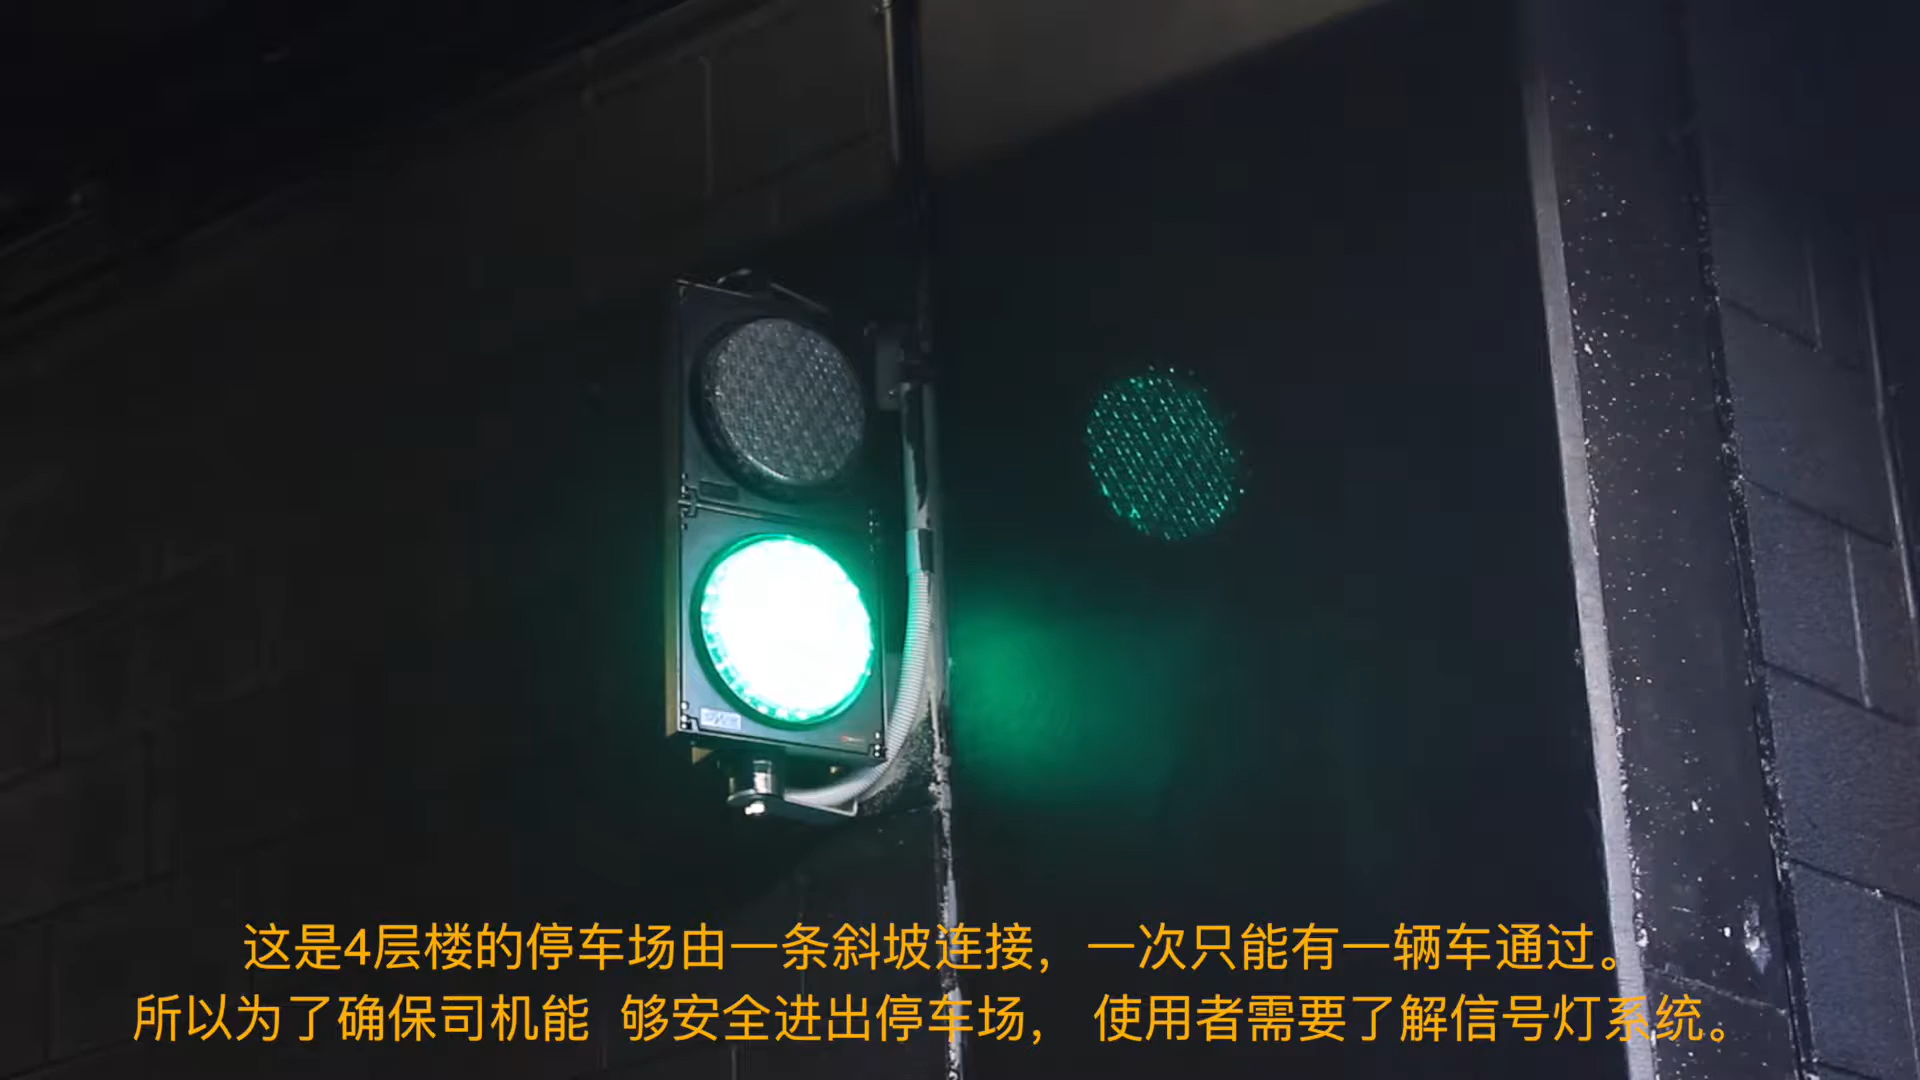 这是4层楼的停车场由一条斜坡连接，一次只能有一辆车通过。
所以为了确保司机能 够安全进出停车场， 使用者需要了解信号灯系统。